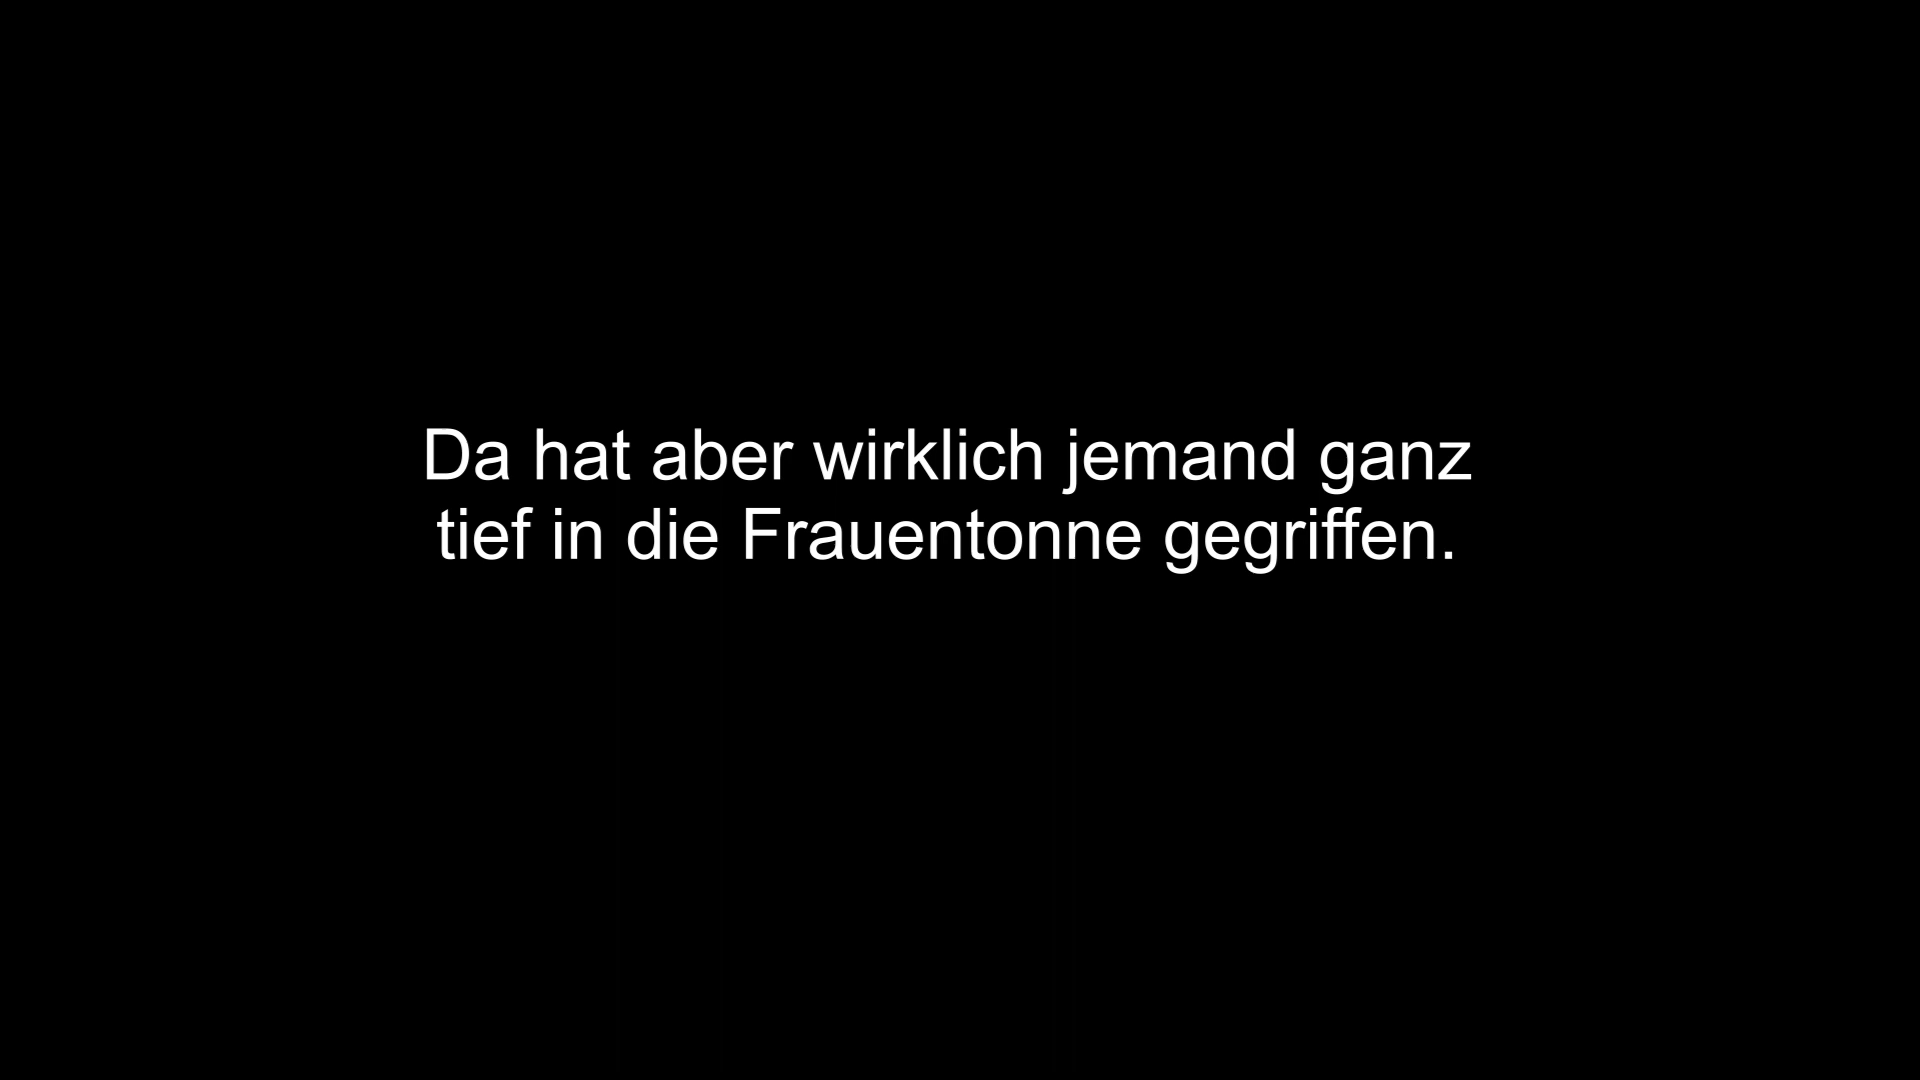 Da hat aber wirklich jemand ganz
tief in die Frauentonne gegriffen.